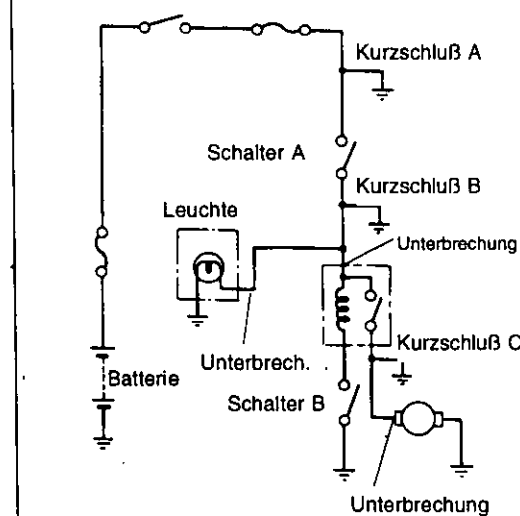 Kurzschluß A
Schalter A
Kurzschluß B
Leuchte
Unterbrechung
Kurzschluß C
Unterbrech.
Batterie
Schalter B
Unterbrechung